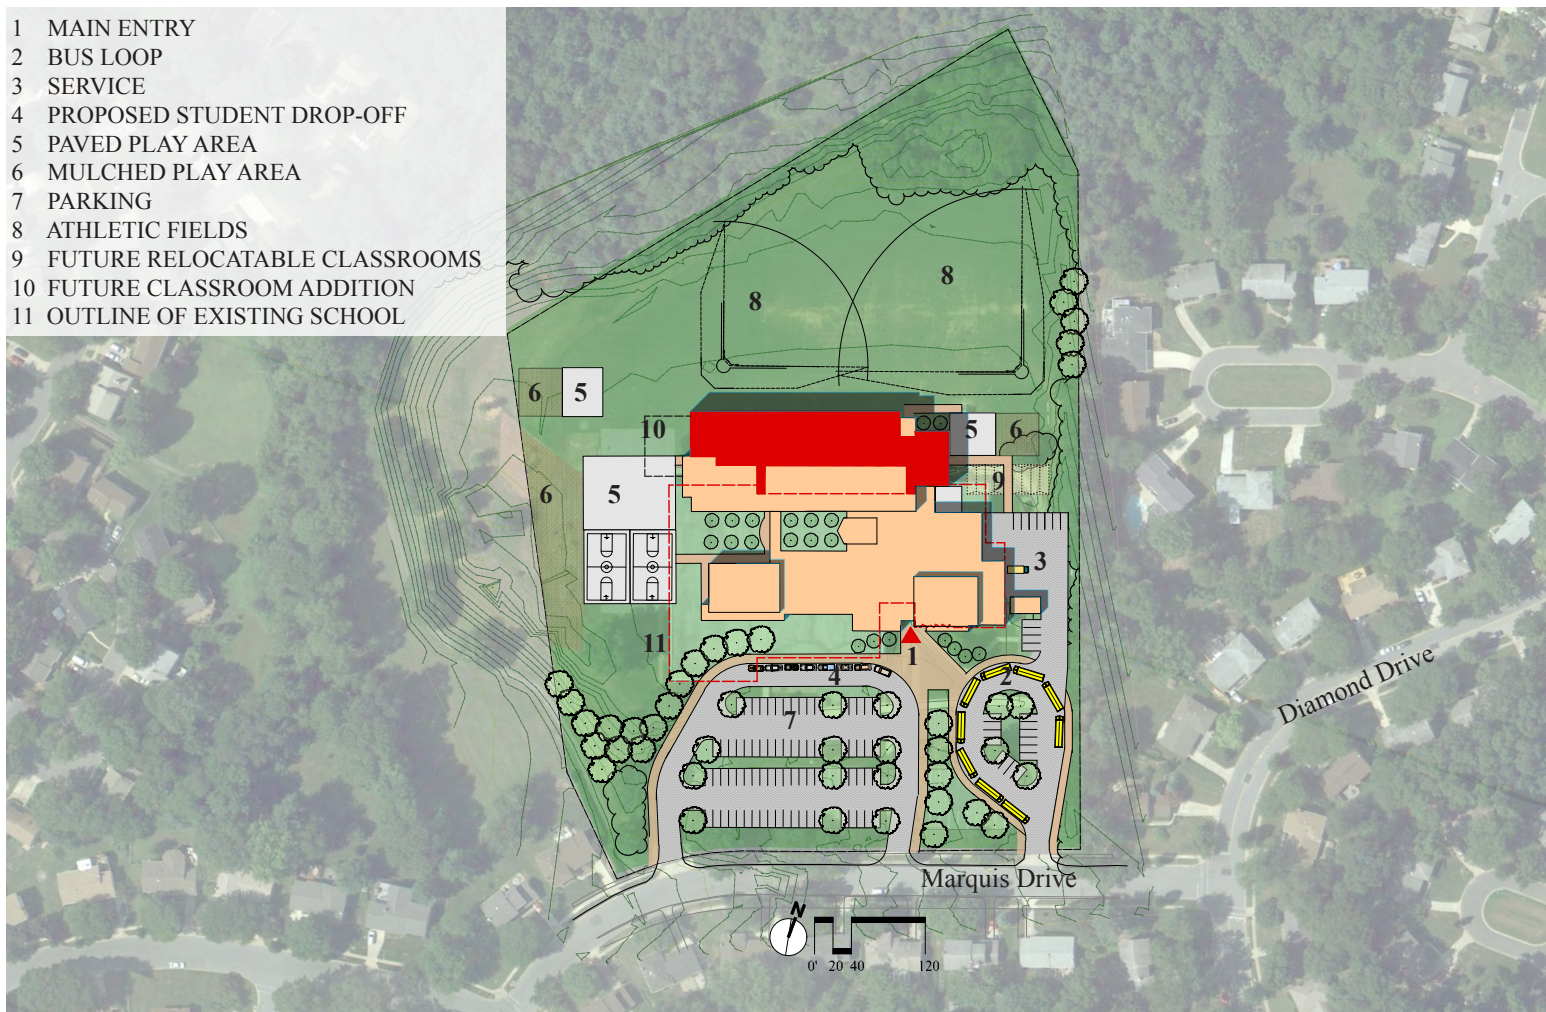 1 MAIN ENTRY
2 BUS LOOP
3 SERVICE
4 PROPOSED STUDENT DROP-OFF
5 PAVED PLAY AREA
6 MULCHED PLAY AREA
7 PARKING
8 ATHLETIC FIELDS
9 FUTURE RELOCATABLE CLASSROOMS
10 FUTURE CLASSROOM ADDITION
11 OUTLINE OF EXISTING SCHOOL
8
8
6 5
10
5 6
9
6 5
3
11
1
4
2
7
Diamond Drive
Marquis Drive
N
0' 20 40 120